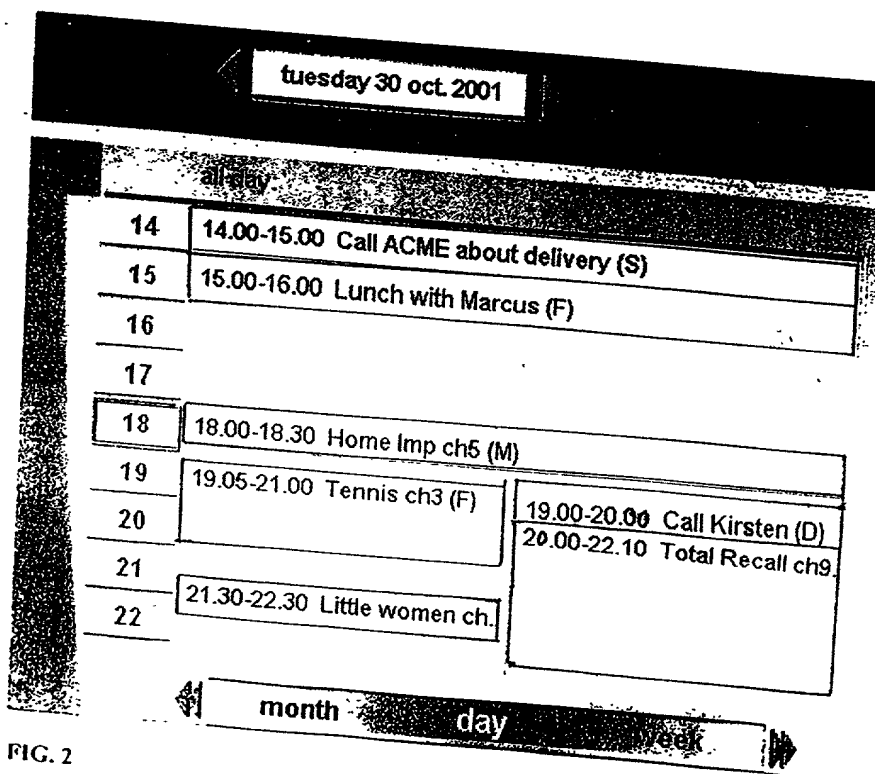 tuesday 30 oct. 2001
all day
14 14.00-15.00 Call ACME about delivery (S)
15 15.00-16.00 Lunch with Marcus (F)
16
17
18 18.00-18.30 Home Imp ch5 (M)
19 19.05-21.00 Tennis ch3 (F) 19.00-20.00 Call Kirsten (D)
20 20.00-22.10 Total Recall ch9.
21 21.30-22.30 Little women ch.
22
month day week
FIG. 2